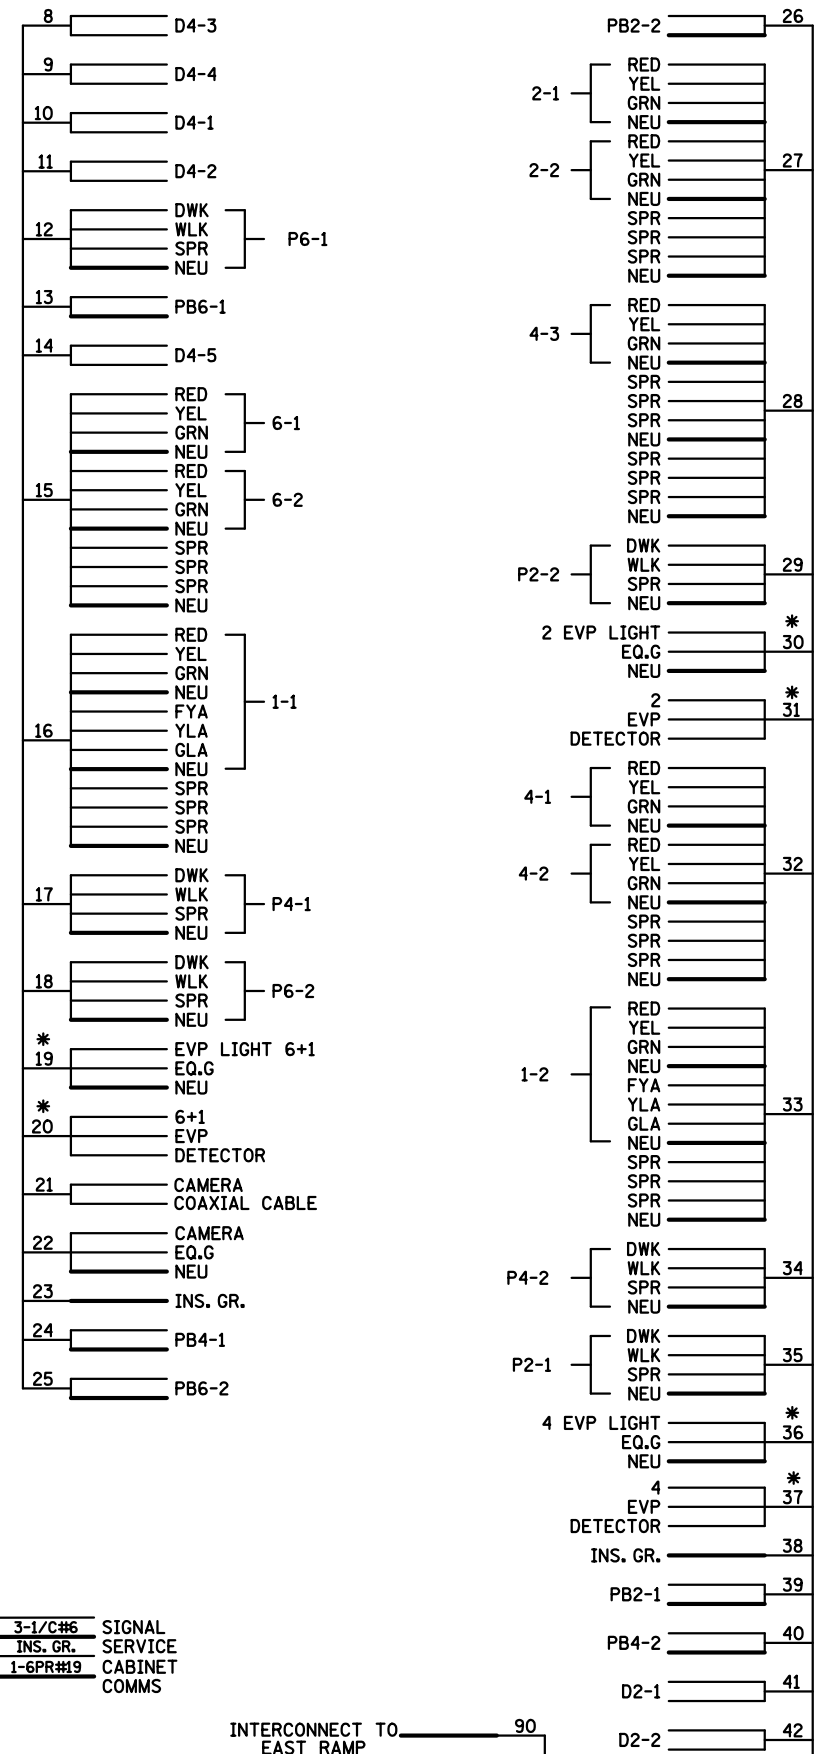 8
D4-3
9
D4-4
10
D4-1
11
D4-2
12
DWK
WLK
SPR
NEU
P6-1
13
PB6-1
14
D4-5
15
RED
YEL
GRN
NEU
6-1
RED
YEL
GRN
NEU
6-2
SPR
SPR
SPR
NEU
16
RED
YEL
GRN
NEU
FYA
YLA
GLA
NEU
1-1
SPR
SPR
SPR
NEU
17
DWK
WLK
SPR
NEU
P4-1
18
DWK
WLK
SPR
NEU
P6-2
*
19
EVP LIGHT 6+1
EQ.G
NEU
*
20
6+1
EVP
DETECTOR
21
CAMERA
COAXIAL CABLE
22
CAMERA
EQ.G
NEU
23
INS. GR.
24
PB4-1
25
PB6-2
3-1/C#6 SIGNAL
INS. GR. SERVICE
1-6PR#19 CABINET
COMMS
INTERCONNECT TO
EAST RAMP
90
PB2-2
26
2-1
RED
YEL
GRN
NEU
2-2
RED
YEL
GRN
NEU
SPR
SPR
SPR
NEU
27
4-3
RED
YEL
GRN
NEU
SPR
SPR
SPR
NEU
SPR
SPR
SPR
NEU
28
P2-2
DWK
WLK
SPR
NEU
29
2 EVP LIGHT
EQ.G
NEU
*
30
2
EVP
DETECTOR
*
31
4-1
RED
YEL
GRN
NEU
4-2
RED
YEL
GRN
NEU
SPR
SPR
SPR
NEU
32
1-2
RED
YEL
GRN
NEU
FYA
YLA
GLA
NEU
SPR
SPR
SPR
NEU
33
P4-2
DWK
WLK
SPR
NEU
34
P2-1
DWK
WLK
SPR
NEU
35
4 EVP LIGHT
EQ.G
NEU
*
36
4
EVP
DETECTOR
*
37
INS. GR.
38
PB2-1
39
PB4-2
40
D2-1
41
D2-2
42